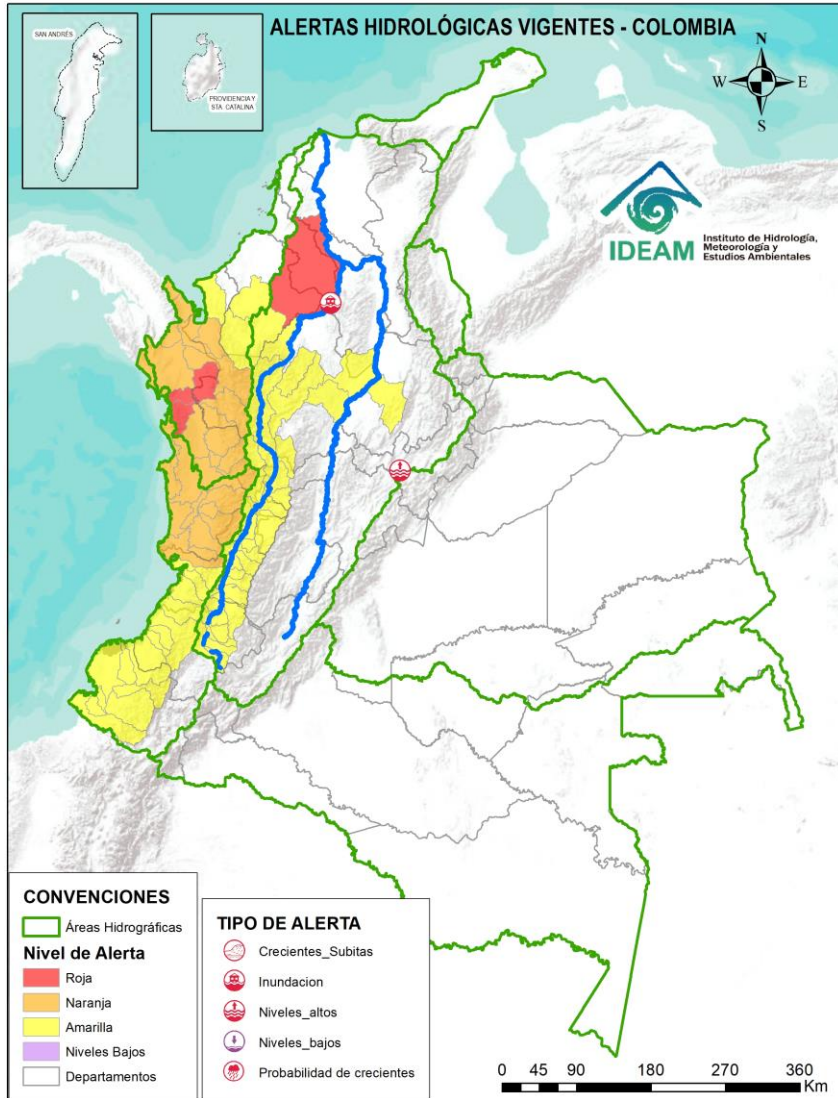 SAN ANDRÉS
PROVIDENCIA Y
STA. CATALINA
ALERTAS HIDROLÓGICAS VIGENTES - COLOMBIA
N
W
E
S
IDEAM
Instituto de Hidrología,
Meteorología y
Estudios Ambientales
CONVENCIONES
Áreas Hidrográficas
Nivel de Alerta
Roja
Naranja
Amarilla
Niveles Bajos
Departamentos
TIPO DE ALERTA
Crecientes_Subitas
Inundacion
Niveles_altos
Niveles_bajos
Probabilidad de crecientes
0 45 90 180 270 360
Km